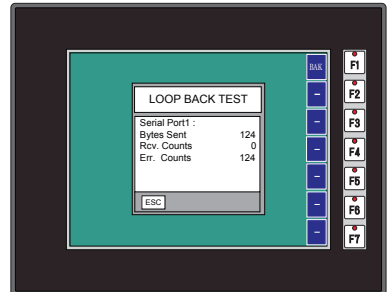 LOOP BACK TEST
Serial Port1 :
Bytes Sent 124
Rcv. Counts 0
Err. Counts 124
ESC
BAK
–
–
–
–
–
–
F1
F2
F3
F4
F5
F6
F7